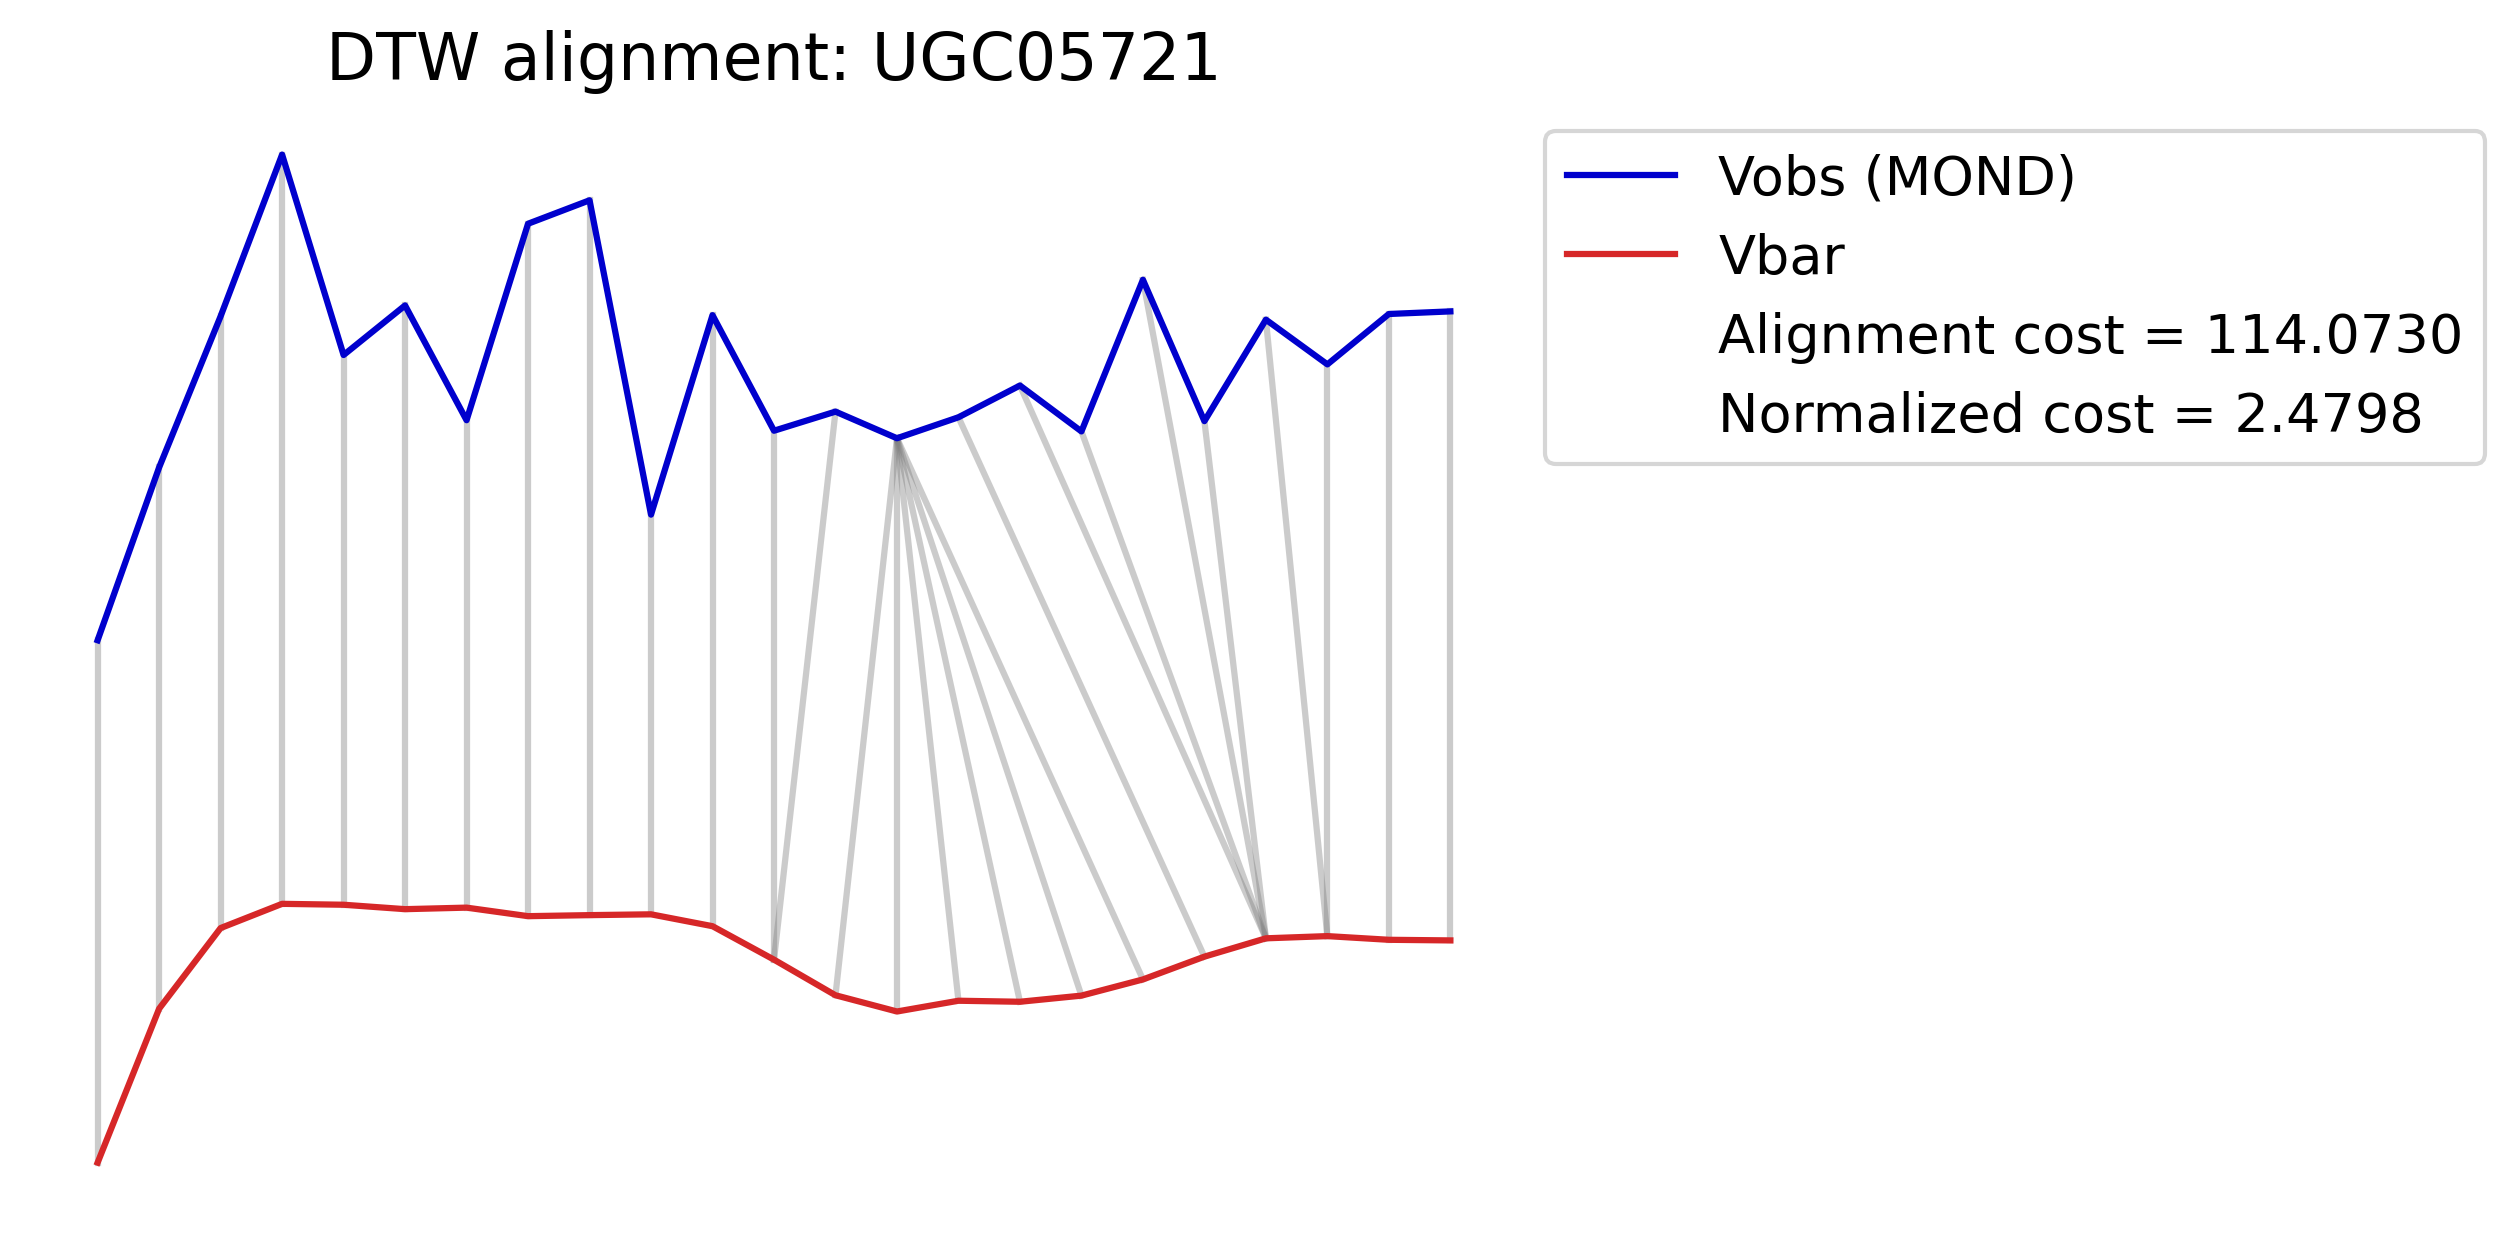 DTW alignment: UGC05721
Vobs (MOND)
Vbar
Alignment cost = 114.0730
Normalized cost = 2.4798